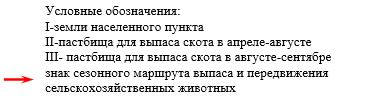 Условные обозначения:
I-земли населенного пункта
II-пастбища для выпаса скота в апреле-августе
III- пастбища для выпаса скота в августе-сентябре
знак сезонного маршрута выпаса и передвижения
сельскохозяйственных животных